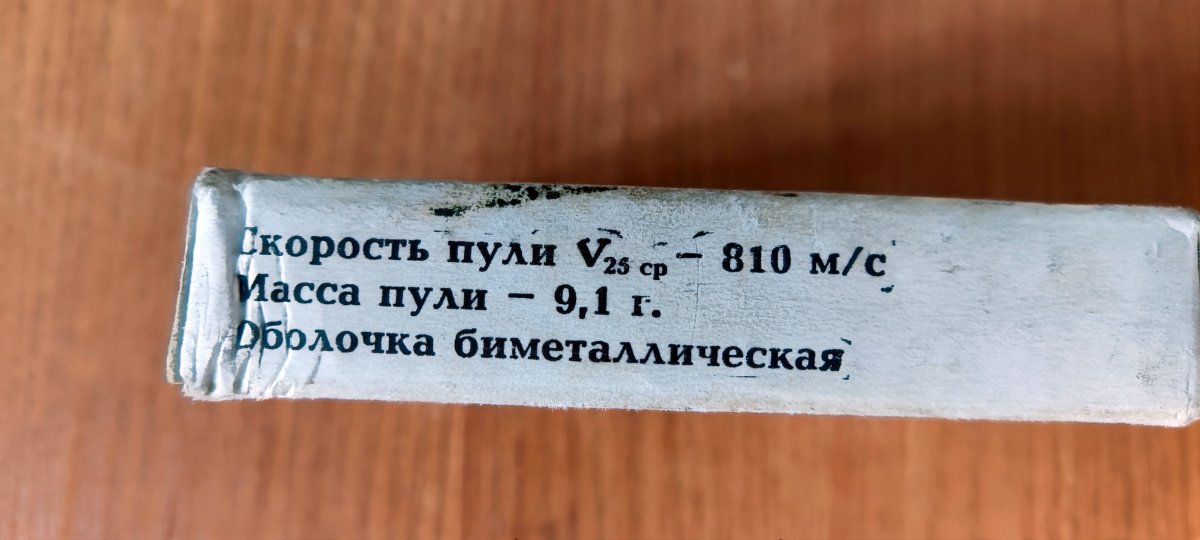 Скорость пули V₂₅ ср – 810 м/с
Масса пули – 9,1 г.
Оболочка биметаллическая